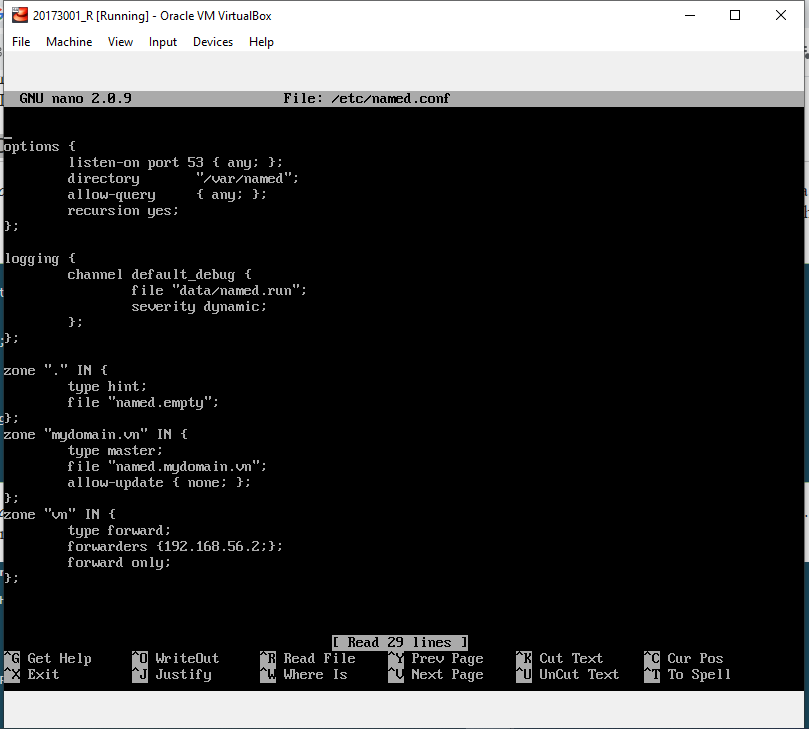 20173001_R [Running] - Oracle VM VirtualBox
File Machine View Input Devices Help
GNU nano 2.0.9 File: /etc/named.conf
options {
listen-on port 53 { any; };
directory "/var/named";
allow-query { any; };
recursion yes;
};
logging {
channel default_debug {
file "data/named.run";
severity dynamic;
};
};
zone "." IN {
type hint;
file "named.empty";
};
zone "mydomain.vn" IN {
type master;
file "named.mydomain.vn";
allow-update { none; };
};
zone "vn" IN {
type forward;
forwarders {192.168.56.2;};
forward only;
};
[ Read 29 lines ]
^G Get Help ^O WriteOut ^R Read File ^Y Prev Page ^K Cut Text ^C Cur Pos
^X Exit ^J Justify ^W Where Is ^V Next Page ^U UnCut Text ^T To Spell